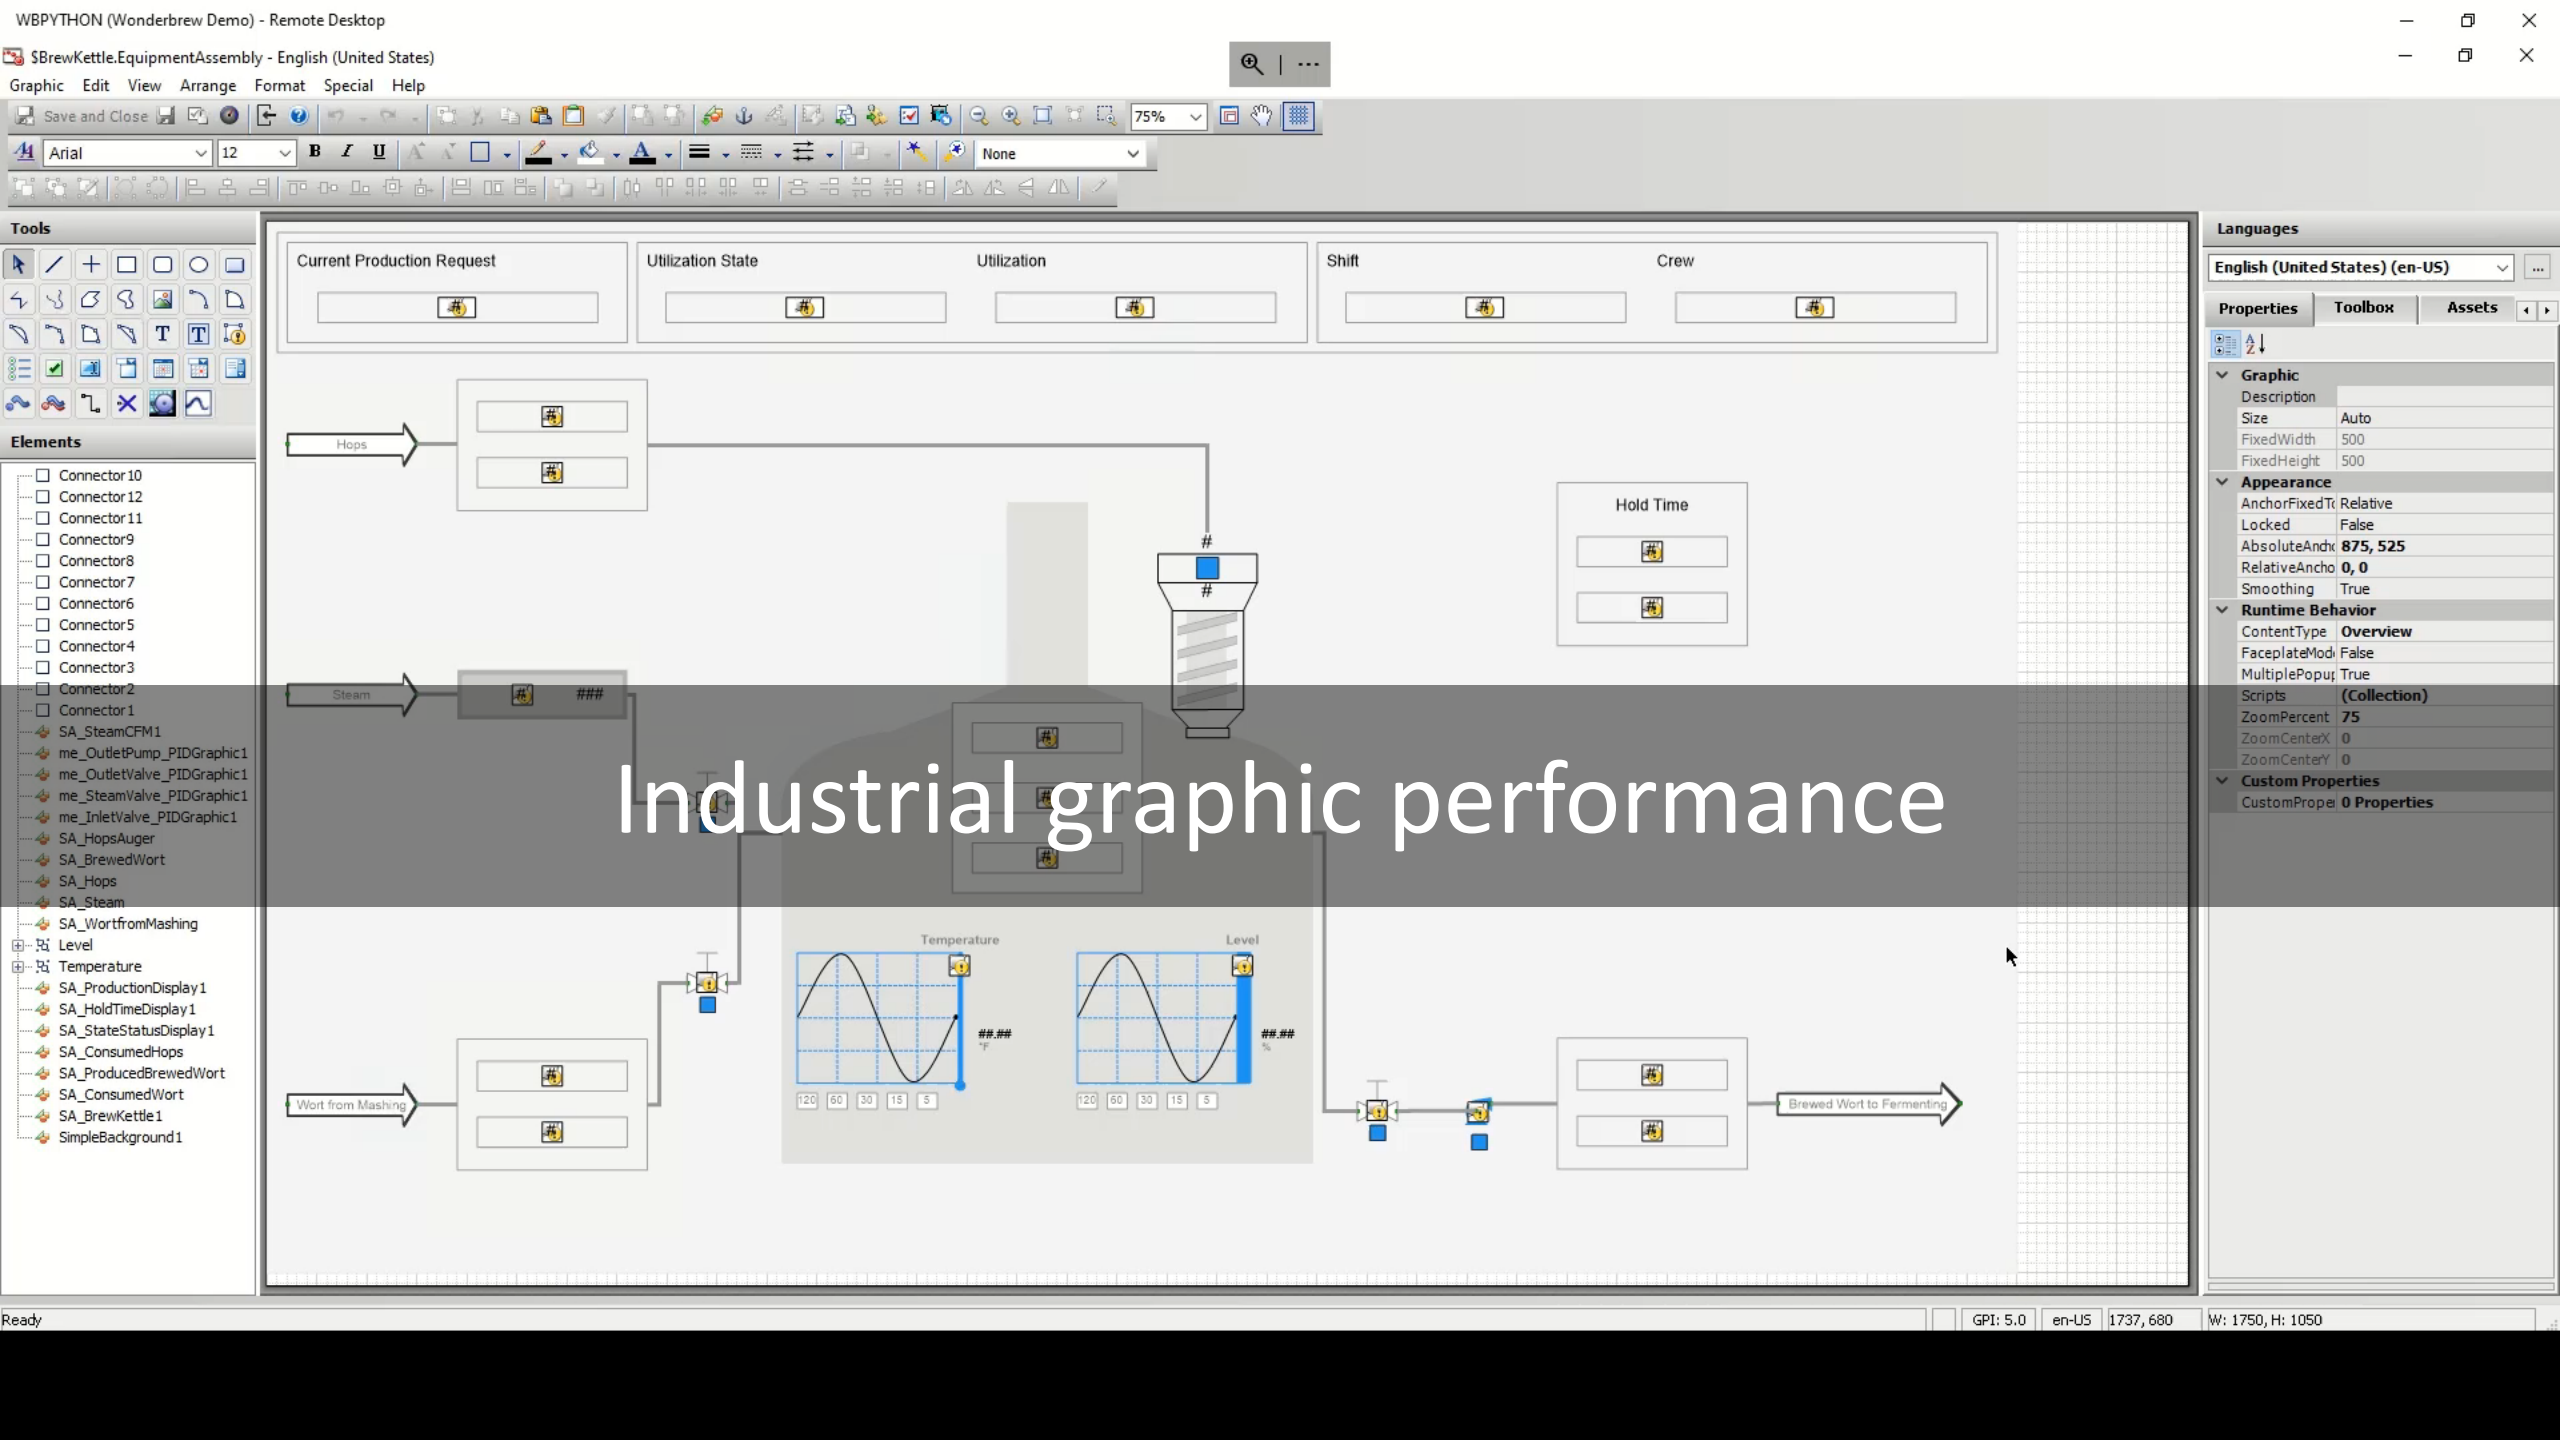 WBPYTHON (Wonderbrew Demo) - Remote Desktop
$BrewKettle.EquipmentAssembly - English (United States)
Graphic Edit View Arrange Format Special Help
Save and Close
75%
Arial 12 B I U A None
Tools
T T
Elements
Connector10
Connector12
Connector11
Connector9
Connector8
Connector7
Connector6
Connector5
Connector4
Connector3
Connector2
Connector1
SA_SteamCFM1
me_OutletPump_PIDGraphic1
me_OutletValve_PIDGraphic1
me_SteamValve_PIDGraphic1
me_InletValve_PIDGraphic1
SA_HopsAuger
SA_BrewedWort
SA_Hops
SA_Steam
SA_WortfromMashing
Level
Temperature
SA_ProductionDisplay1
SA_HoldTimeDisplay1
SA_StateStatusDisplay1
SA_ConsumedHops
SA_ProducedBrewedWort
SA_ConsumedWort
SA_BrewKettle1
SimpleBackground1
Current Production Request
Utilization State
Utilization
Shift
Crew
Hops
#
#
Hold Time
Steam
###
Industrial graphic performance
Temperature
Level
##.##
°F
##.##
%
120 60 30 15 5
120 60 30 15 5
Wort from Mashing
Brewed Wort to Fermenting
Languages
English (United States) (en-US) ...
Properties Toolbox Assets
Graphic
Description
Size Auto
FixedWidth 500
FixedHeight 500
Appearance
AnchorFixedTo Relative
Locked False
AbsoluteAncho 875, 525
RelativeAncho 0, 0
Smoothing True
Runtime Behavior
ContentType Overview
FaceplateMod False
MultiplePopup True
Scripts (Collection)
ZoomPercent 75
ZoomCenterX 0
ZoomCenterY 0
Custom Properties
CustomPrope 0 Properties
Ready
GPI: 5.0 en-US 1737, 680 W: 1750, H: 1050